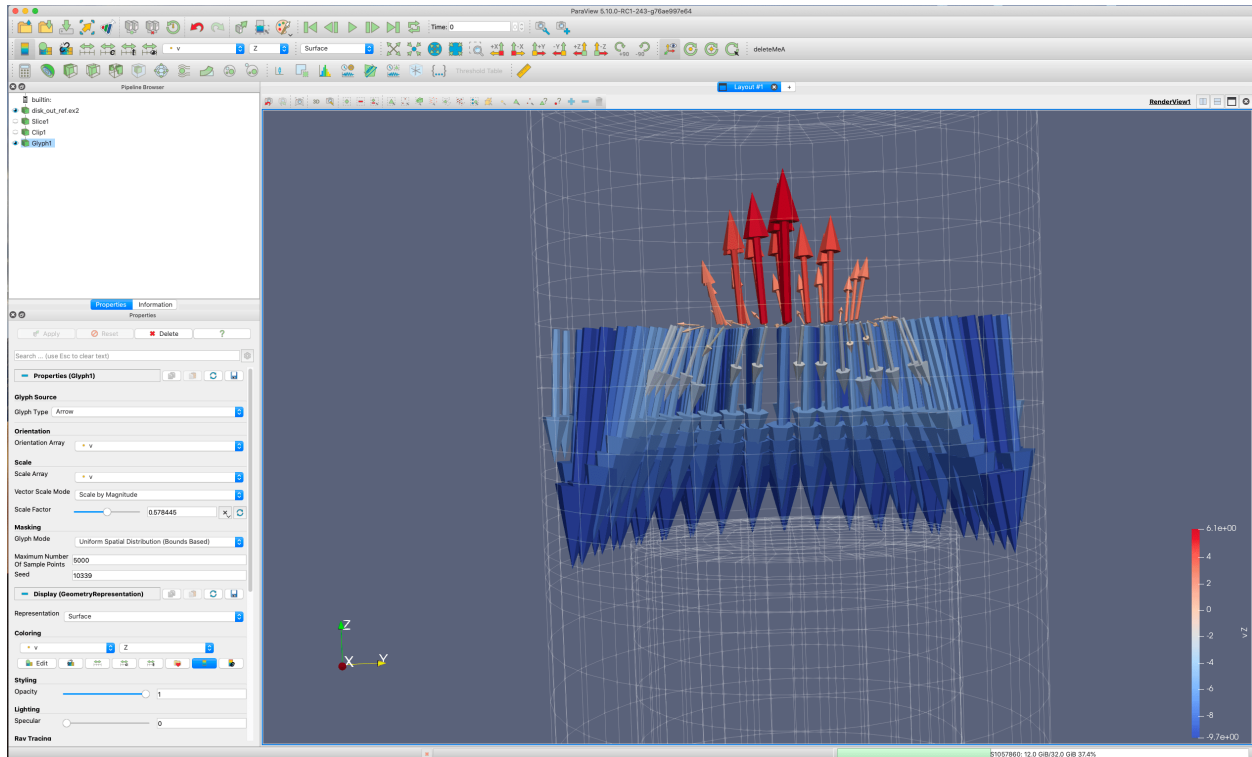 ParaView 5.10.0-RC1-243-g76ae997e64
Time: 0
v
Z
Surface
+X
-X
+Y
-Y
+Z
-Z
+90
-90
deleteMeA
Threshold Table
Pipeline Browser
builtin:
disk_out_ref.ex2
Slice1
Clip1
Glyph1
Layout #1
+
3D
RenderView1
Properties
Information
Properties
Apply
Reset
Delete
?
Search ... (use Esc to clear text)
Properties (Glyph1)
Glyph Source
Glyph Type
Arrow
Orientation
Orientation Array
v
Scale
Scale Array
v
Vector Scale Mode
Scale by Magnitude
Scale Factor
0.578445
Masking
Glyph Mode
Uniform Spatial Distribution (Bounds Based)
Maximum Number
Of Sample Points
5000
Seed
10339
Display (GeometryRepresentation)
Representation
Surface
Coloring
v
Z
Edit
Styling
Opacity
1
Lighting
Specular
0
Ray Tracing
Z
X
Y
6.1e+00
4
2
0
-2
-4
-6
-8
-9.7e+00
v Z
S1057860: 12.0 GiB/32.0 GiB 37.4%